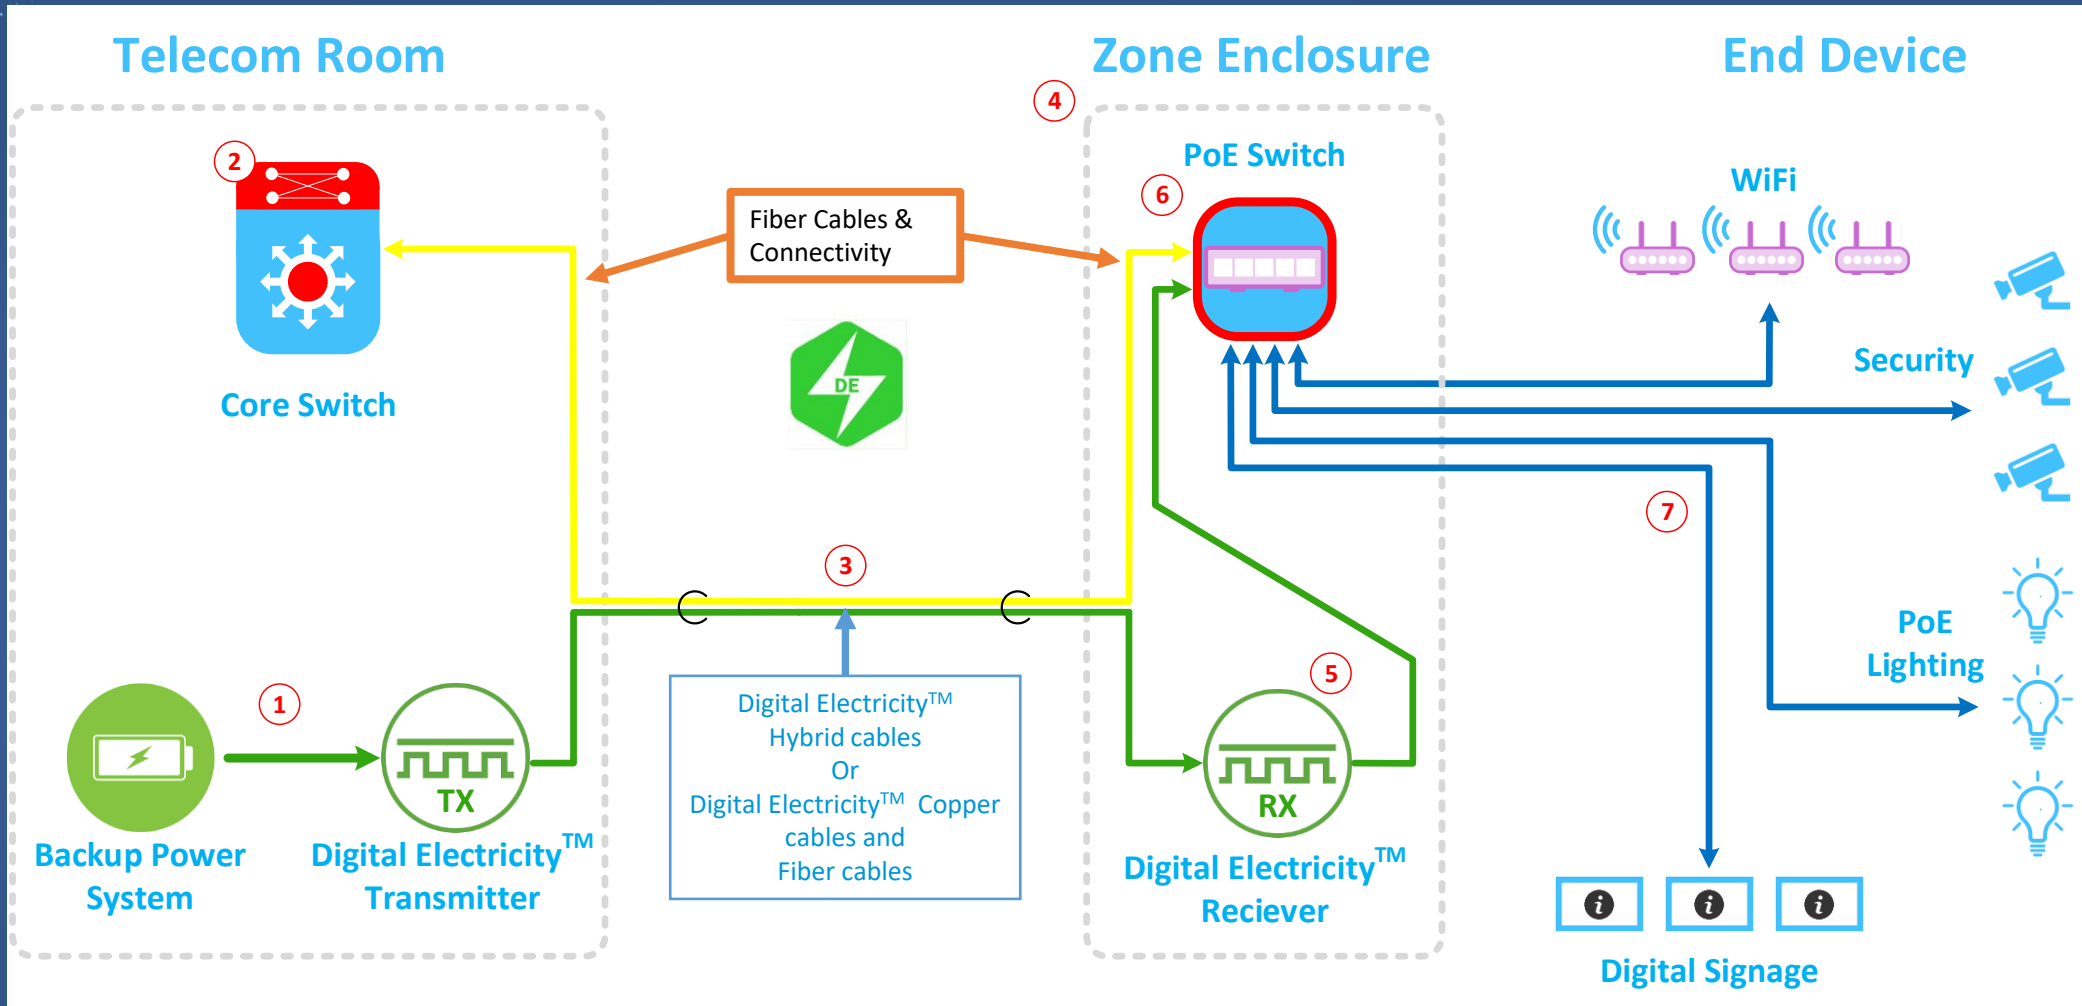 Telecom Room
Zone Enclosure
End Device
2
4
PoE Switch
6
WiFi
Fiber Cables &
Connectivity
DE
Core Switch
Security
7
3
1
5
PoE
Lighting
Digital Electricity™
Hybrid cables
Or
Digital Electricity™ Copper
cables and
Fiber cables
TX
RX
Backup Power
System
Digital Electricity™
Transmitter
Digital Electricity™
Reciever
i
i
i
Digital Signage